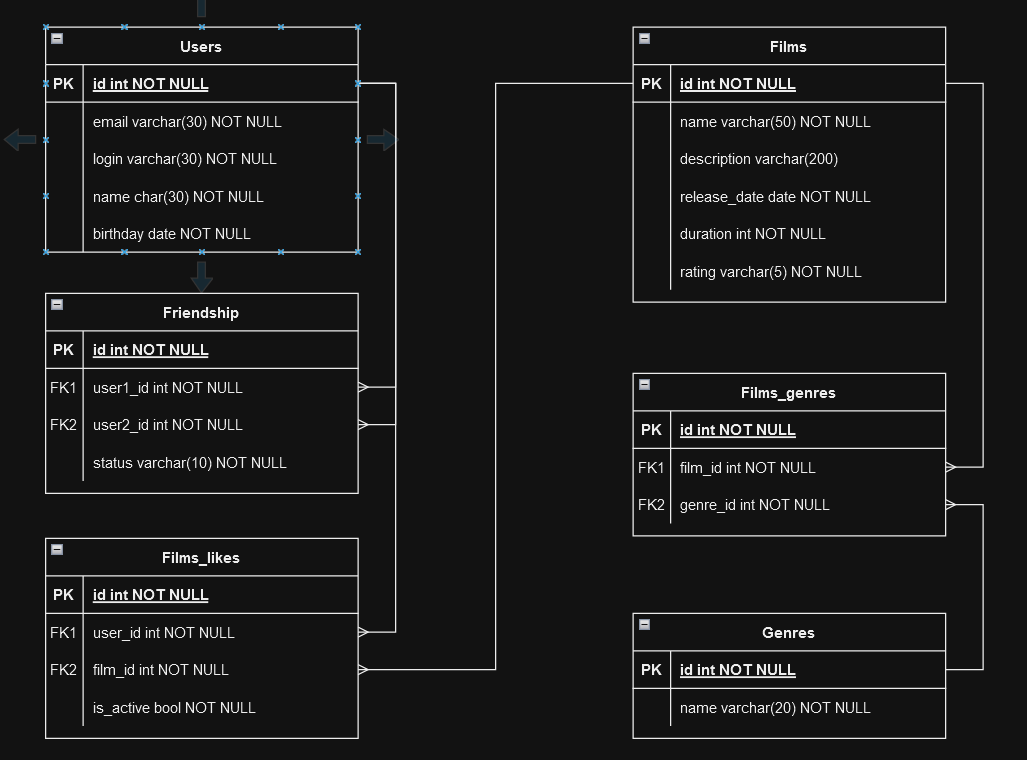 Users
PK id int NOT NULL
email varchar(30) NOT NULL
login varchar(30) NOT NULL
name char(30) NOT NULL
birthday date NOT NULL
Friendship
PK id int NOT NULL
FK1 user1_id int NOT NULL
FK2 user2_id int NOT NULL
status varchar(10) NOT NULL
Films_likes
PK id int NOT NULL
FK1 user_id int NOT NULL
FK2 film_id int NOT NULL
is_active bool NOT NULL
Films
PK id int NOT NULL
name varchar(50) NOT NULL
description varchar(200)
release_date date NOT NULL
duration int NOT NULL
rating varchar(5) NOT NULL
Films_genres
PK id int NOT NULL
FK1 film_id int NOT NULL
FK2 genre_id int NOT NULL
Genres
PK id int NOT NULL
name varchar(20) NOT NULL